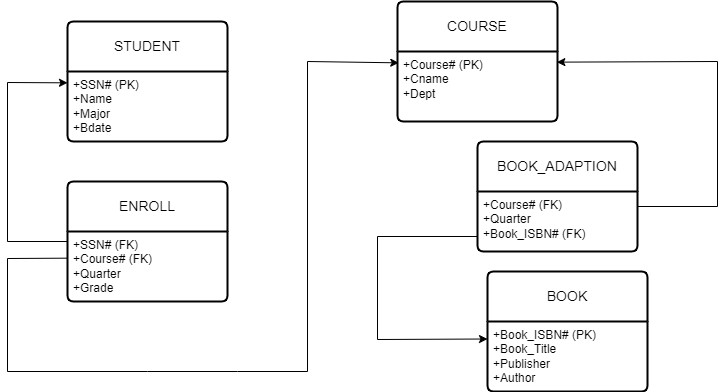 STUDENT
+SSN# (PK)
+Name
+Major
+Bdate
ENROLL
+SSN# (FK)
+Course# (FK)
+Quarter
+Grade
COURSE
+Course# (PK)
+Cname
+Dept
BOOK_ADAPTION
+Course# (FK)
+Quarter
+Book_ISBN# (FK)
BOOK
+Book_ISBN# (PK)
+Book_Title
+Publisher
+Author